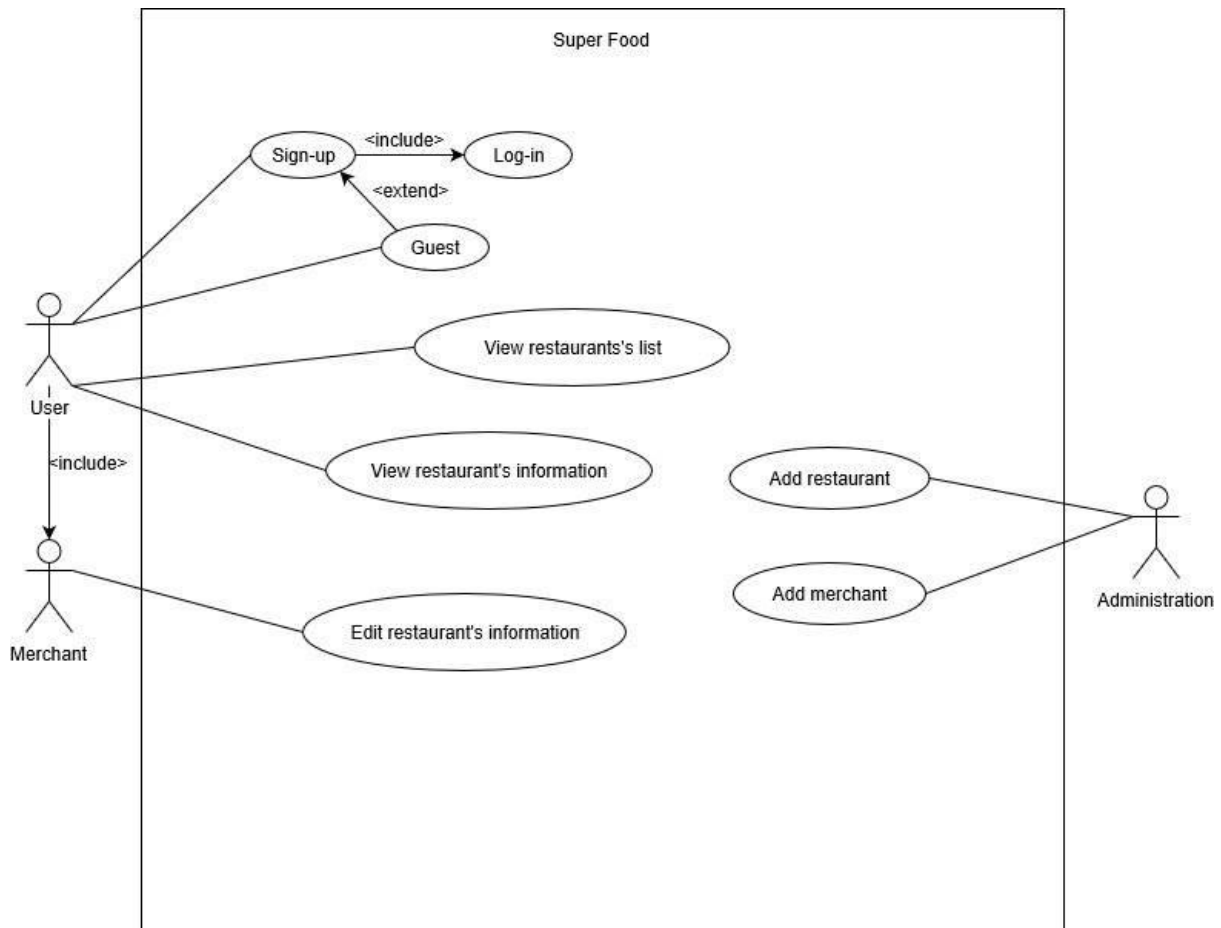 Super Food
<include>
Sign-up
Log-in
<extend>
Guest
View restaurants's list
User
<include>
View restaurant's information
Add restaurant
Add merchant
Administration
Edit restaurant's information
Merchant